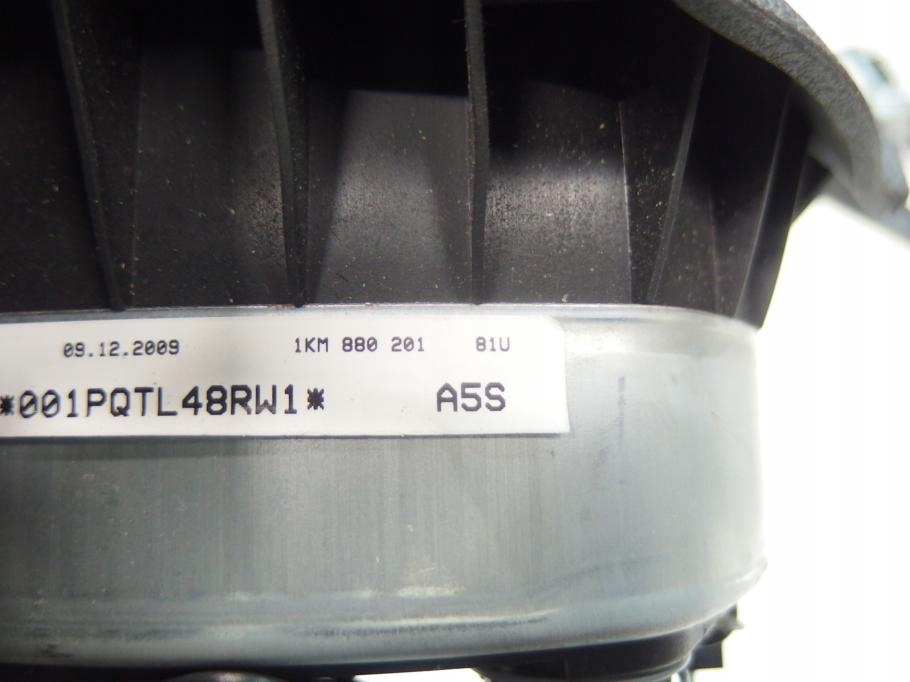 09.12.2009 1KM 880 201 81U
*001PQTL48RW1* A5S